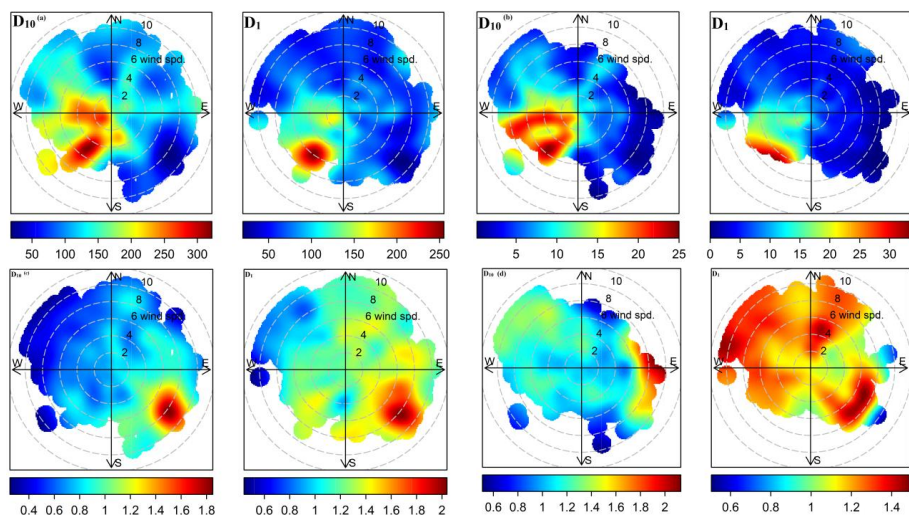 D10 (a)
N
10
8
6 wind spd.
4
2
W
E
S
50 100 150 200 250 300
D1
N
10
8
6 wind spd.
4
2
W
E
S
50 100 150 200 250
D10 (b)
N
10
8
6 wind spd.
4
2
W
E
S
5 10 15 20 25
D1
N
10
8
6 wind spd.
4
2
W
E
S
0 5 10 15 20 25 30
D10 (c)
N
10
8
6 wind spd.
4
2
W
E
S
0.4 0.6 0.8 1 1.2 1.4 1.6 1.8
D1
N
10
8
6 wind spd.
4
2
W
E
S
0.6 0.8 1 1.2 1.4 1.6 1.8 2
D10 (d)
N
10
8
6 wind spd.
4
2
W
E
S
0.6 0.8 1 1.2 1.4 1.6 1.8 2
D1
N
10
8
6 wind spd.
4
2
W
E
S
0.6 0.8 1 1.2 1.4